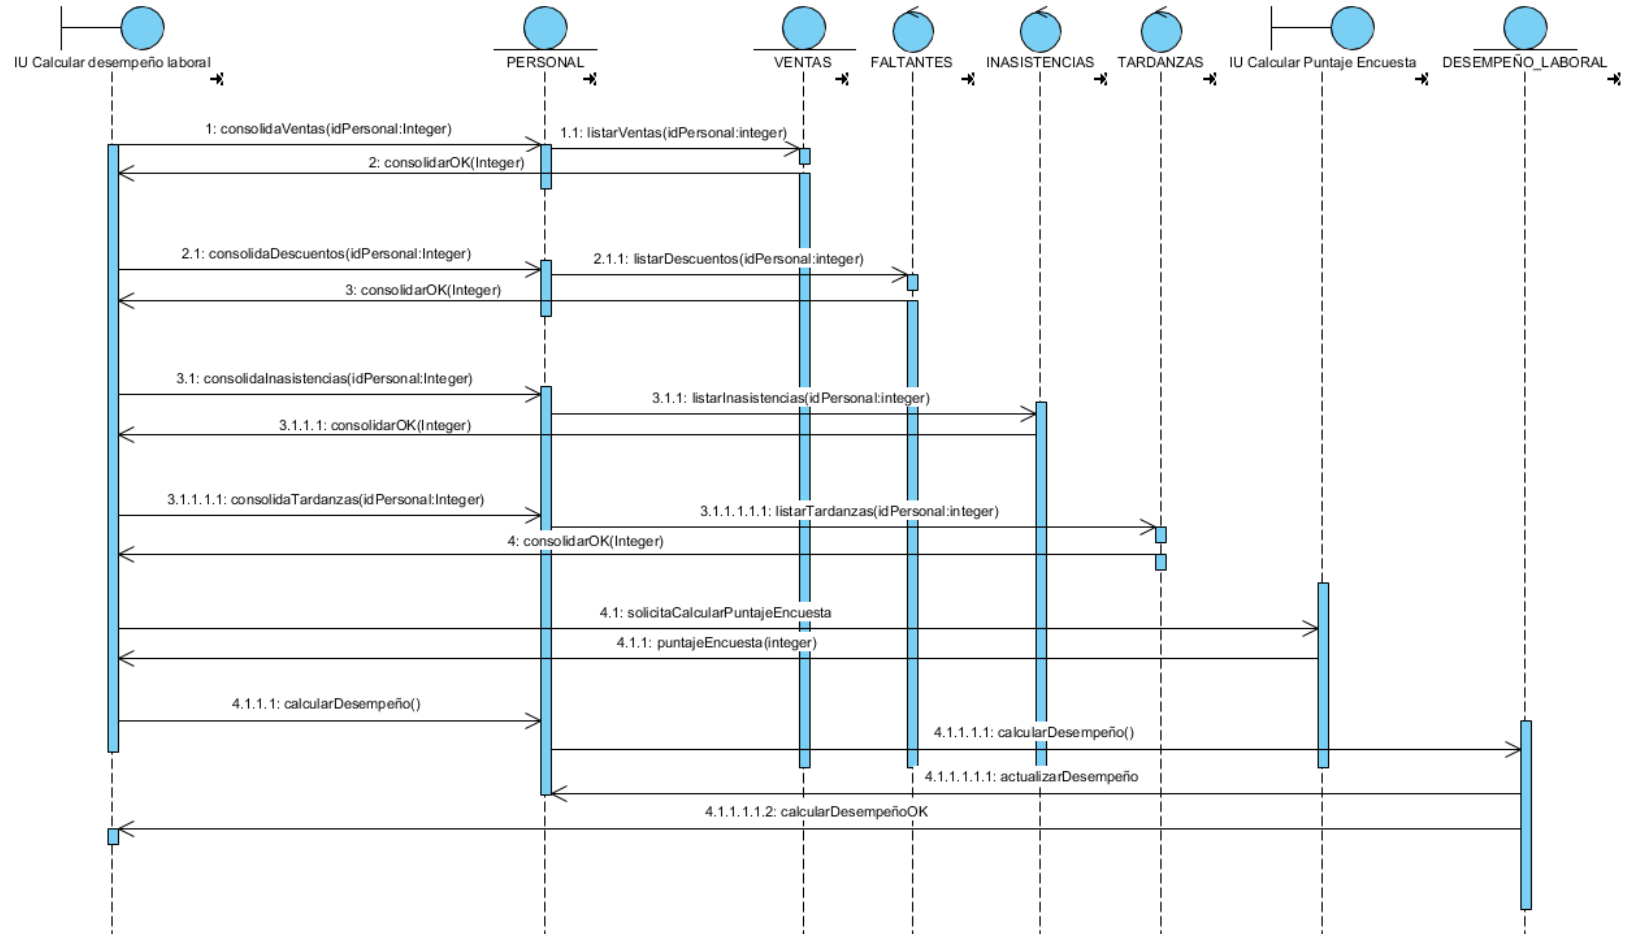 IU Calcular desempeño laboral
PERSONAL
VENTAS
FALTANTES
INASISTENCIAS
TARDANZAS
IU Calcular Puntaje Encuesta
DESEMPEÑO_LABORAL
1: consolidaVentas(idPersonal:Integer)
1.1: listarVentas(idPersonal:integer)
2: consolidarOK(Integer)
2.1: consolidaDescuentos(idPersonal:Integer)
2.1.1: listarDescuentos(idPersonal:integer)
3: consolidarOK(Integer)
3.1: consolidaInasistencias(idPersonal:Integer)
3.1.1: listarInasistencias(idPersonal:integer)
3.1.1.1: consolidarOK(Integer)
3.1.1.1.1: consolidaTardanzas(idPersonal:Integer)
3.1.1.1.1.1: listarTardanzas(idPersonal:integer)
4: consolidarOK(Integer)
4.1: solicitaCalcularPuntajeEncuesta
4.1.1: puntajeEncuesta(integer)
4.1.1.1: calcularDesempeño()
4.1.1.1.1: calcularDesempeño()
4.1.1.1.1.1: actualizarDesempeño
4.1.1.1.1.2: calcularDesempeñoOK